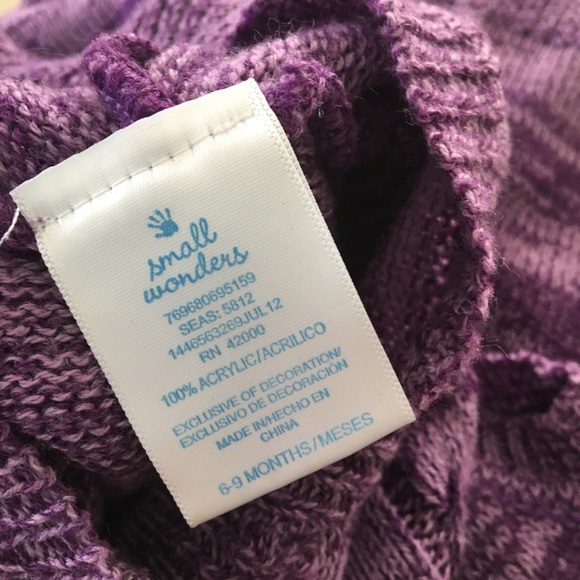 small
wonders
769680695159
SEAS: 5812
1446563269JUL12
RN 42000
100% ACRYLIC/ACRILICO
EXCLUSIVE OF DECORATION/
EXCLUSIVO DE DECORACIÓN
MADE IN/HECHO EN
CHINA
6-9 MONTHS/MESES